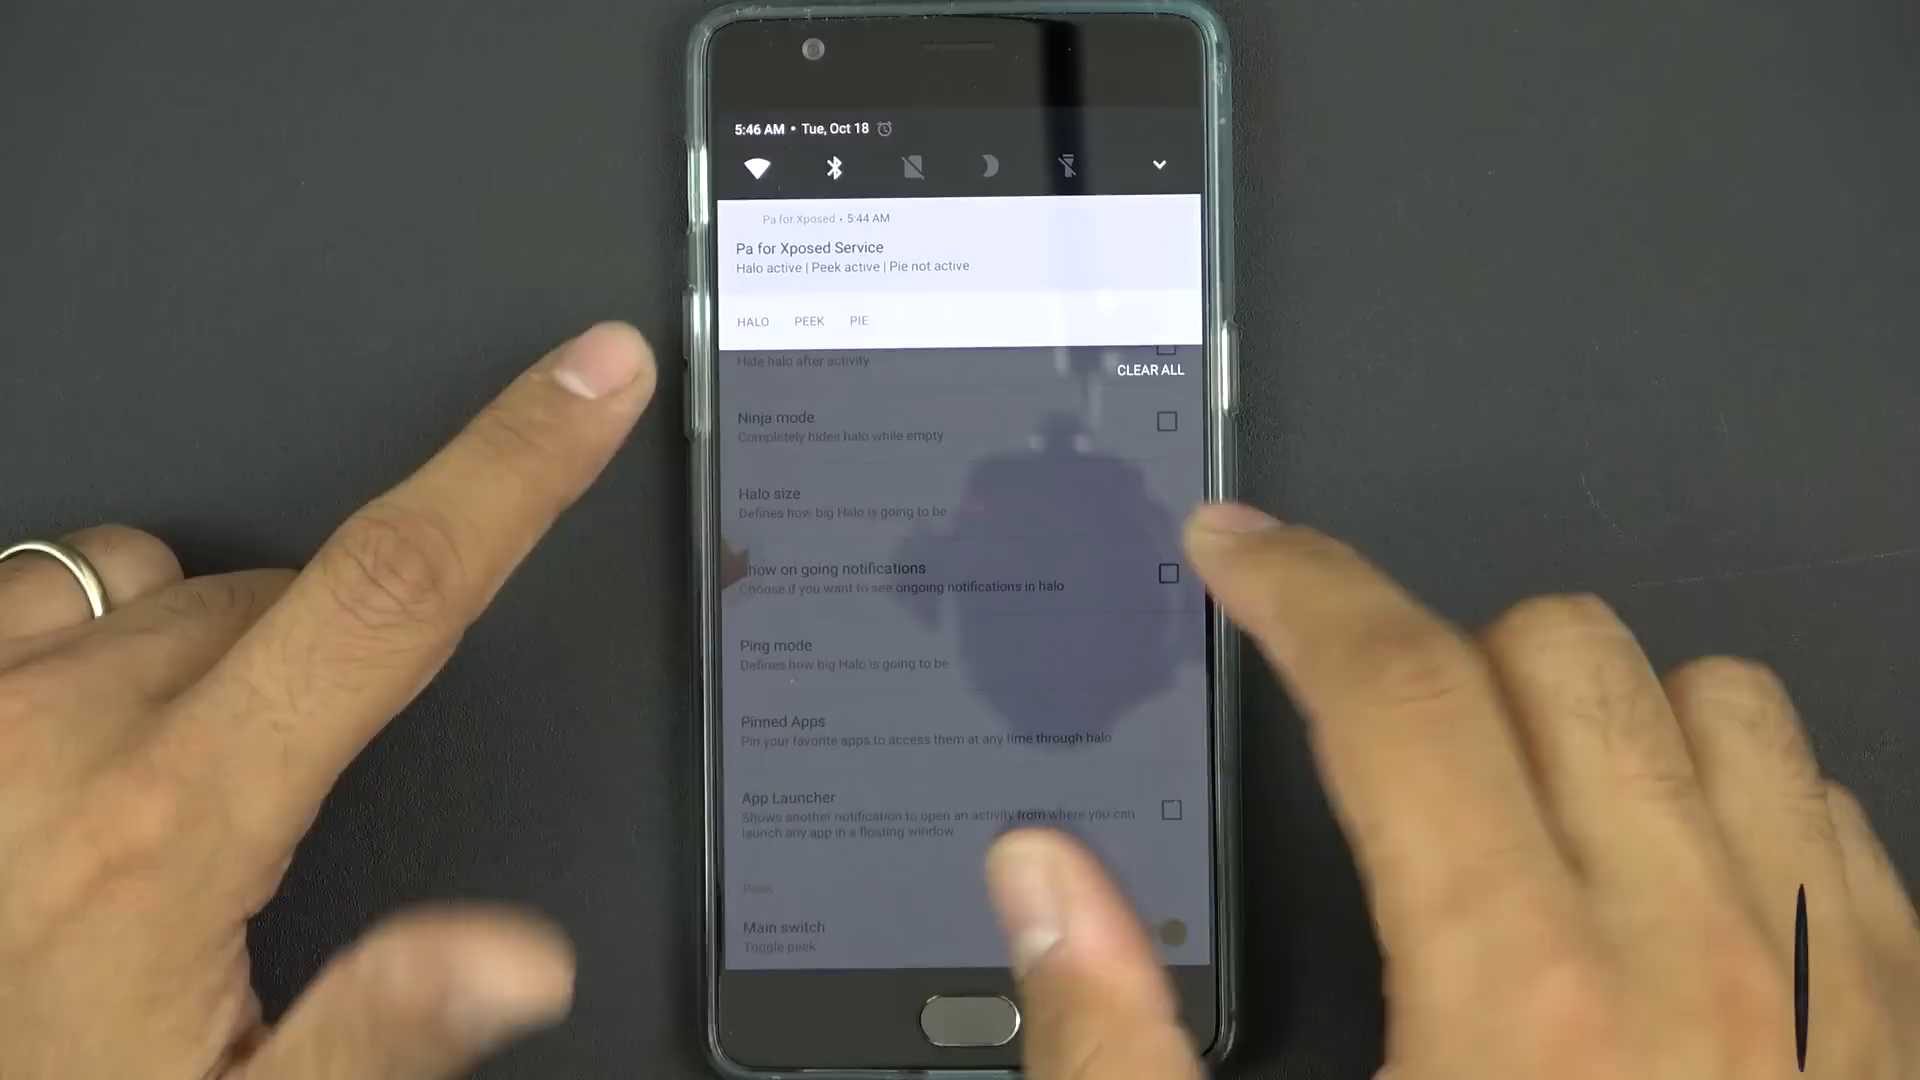 5:46 AM • Tue, Oct 18
Pa for Xposed • 5:44 AM
Pa for Xposed Service
Halo active | Peek active | Pie not active
HALO PEEK PIE
Hide halo after activity
CLEAR ALL
Ninja mode
Completely hides halo while empty
Halo size
Defines how big Halo is going to be
how on going notifications
Choose if you want to see ongoing notifications in halo
Ping mode
Defines how big Halo is going to be
Pinned Apps
Pin your favorite apps to access them at any time through halo
App Launcher
Shows another notification to open an activity from where you can
launch any app in a floating window
Peek
Main switch
Toggle peek